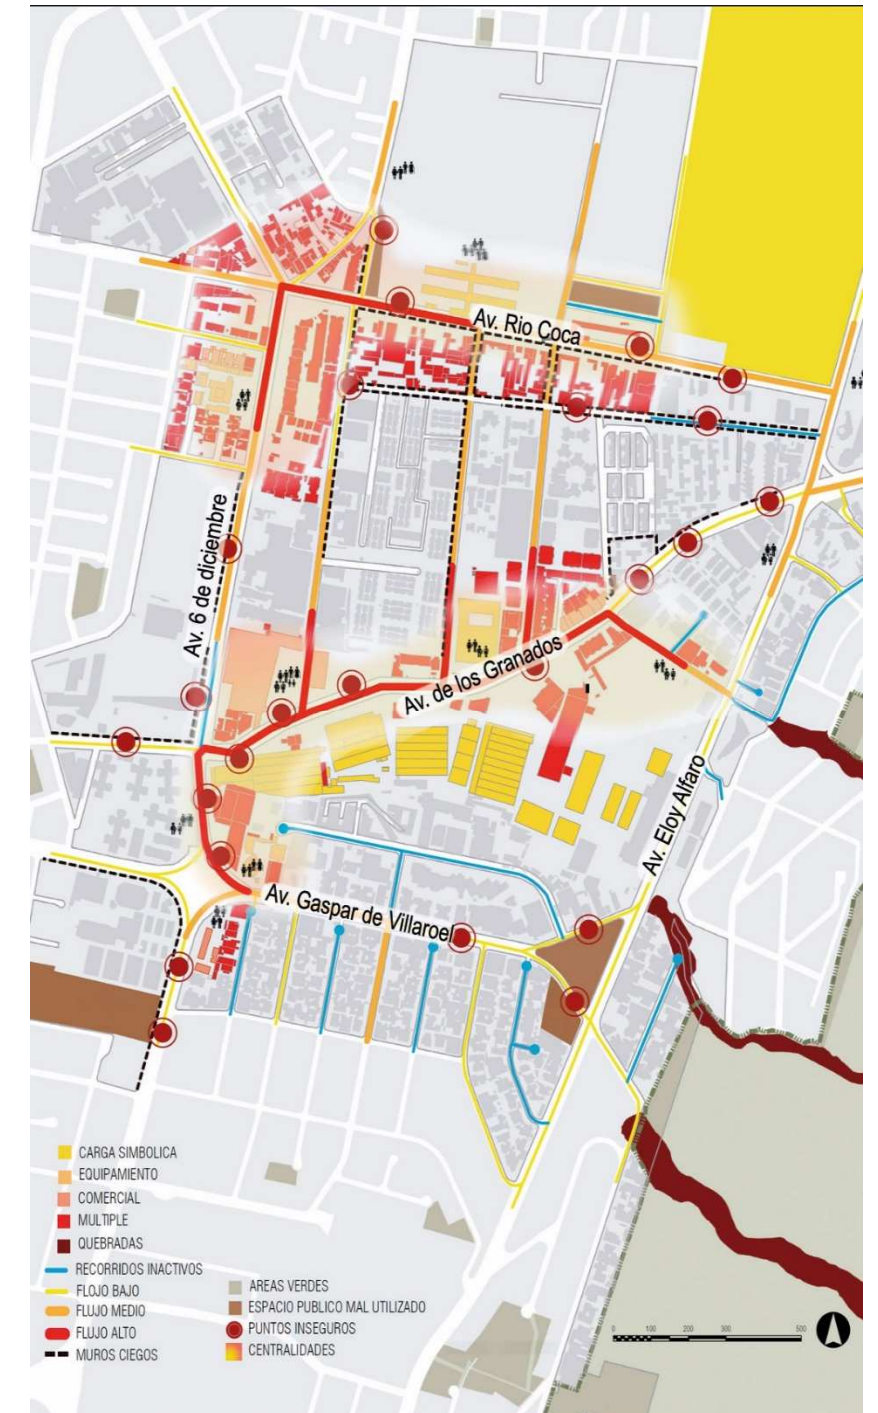 Av. Rio Coca
Av. 6 de diciembre
Av. de los Granados
Av. Eloy Alfaro
Av. Gaspar de Villaroel
CARGA SIMBOLICA
EQUIPAMIENTO
COMERCIAL
MULTIPLE
QUEBRADAS
RECORRIDOS INACTIVOS
FLOJO BAJO
FLUJO MEDIO
FLUJO ALTO
MUROS CIEGOS
AREAS VERDES
ESPACIO PUBLICO MAL UTILIZADO
PUNTOS INSEGUROS
CENTRALIDADES
0 100 200 300 500